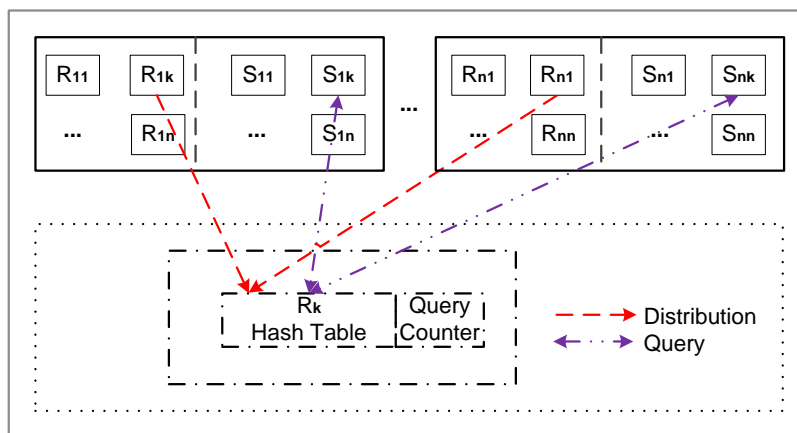 R11 R1k S11 S1k Rn1 Rn1 Sn1 Snk
...
... R1n ... S1n ... Rnn ... Snn
Rk Query
Hash Table Counter
Distribution
Query